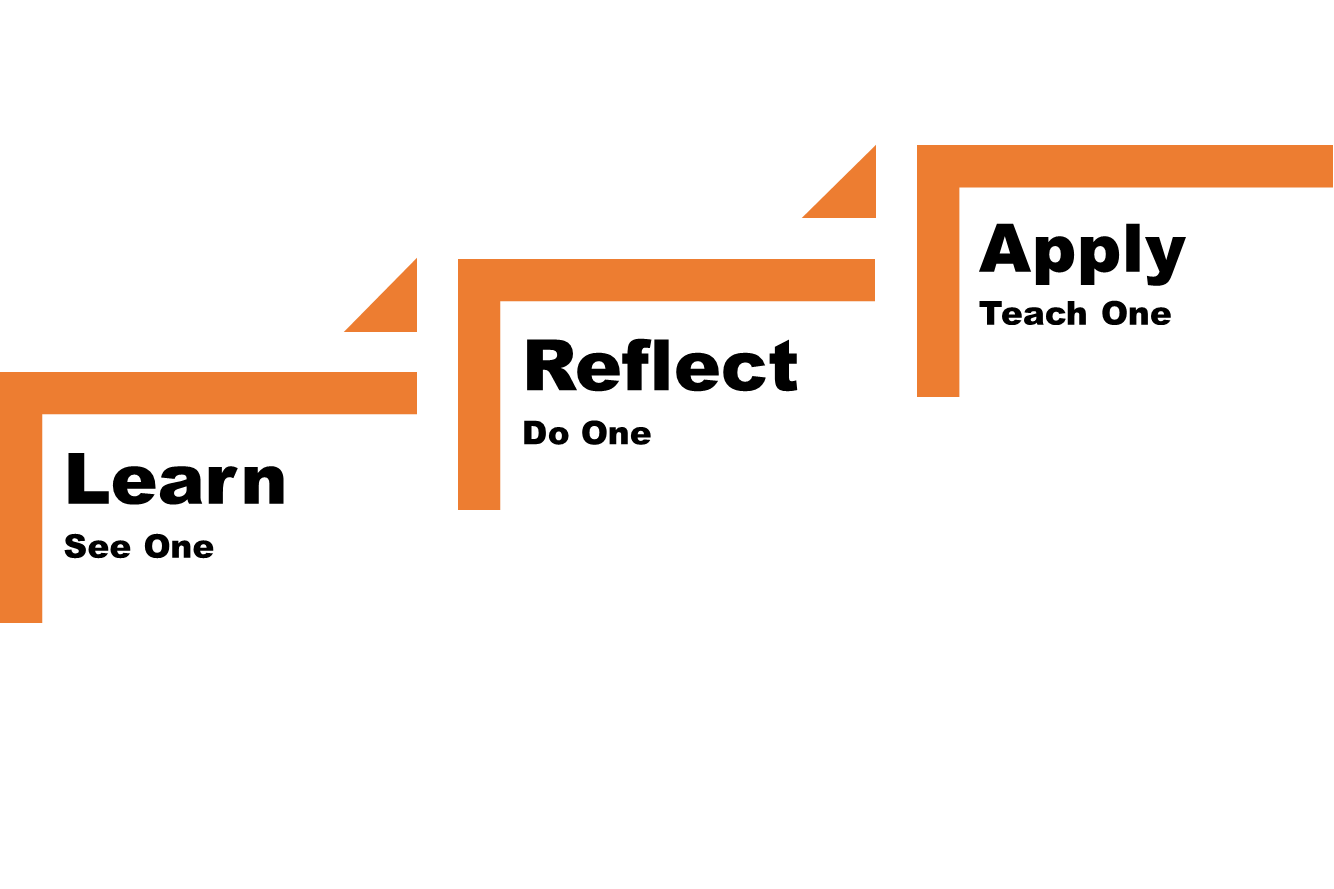 Learn
See One
Reflect
Do One
Apply
Teach One